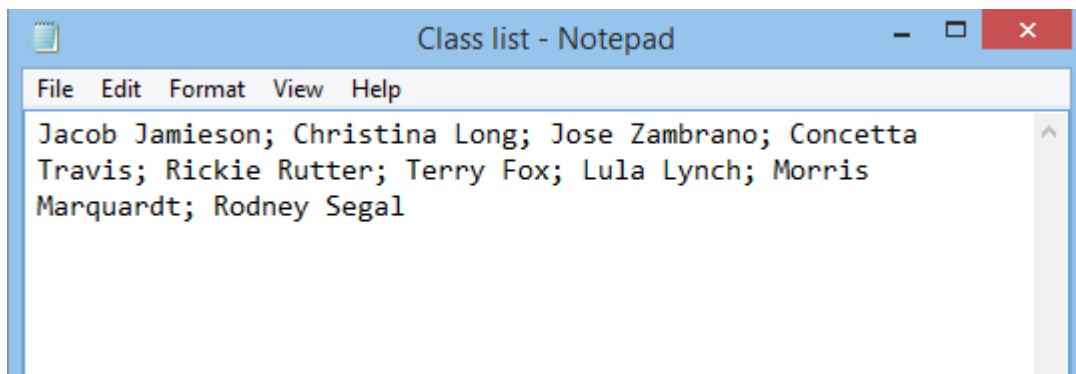 Class list - Notepad
File Edit Format View Help
Jacob Jamieson; Christina Long; Jose Zambrano; Concetta
Travis; Rickie Rutter; Terry Fox; Lula Lynch; Morris
Marquardt; Rodney Segal